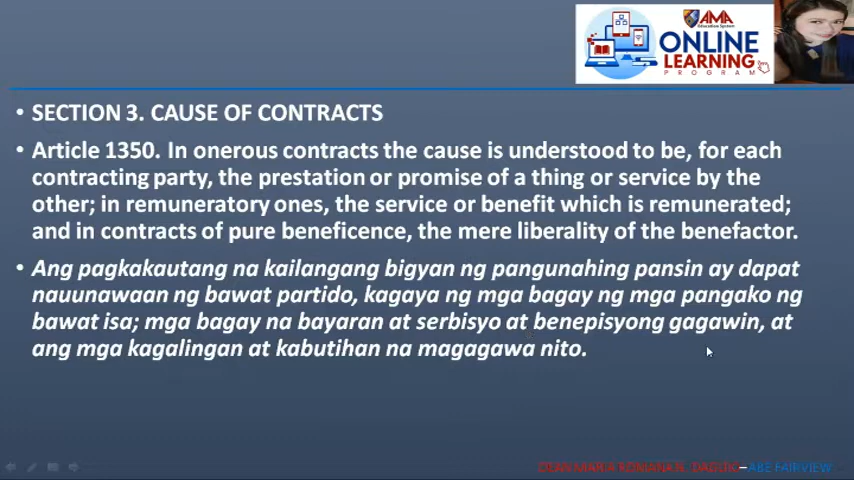 AMA
Education System
ONLINE
LEARNING
PROGRAM
• SECTION 3. CAUSE OF CONTRACTS
• Article 1350. In onerous contracts the cause is understood to be, for each
contracting party, the prestation or promise of a thing or service by the
other; in remuneratory ones, the service or benefit which is remunerated;
and in contracts of pure beneficence, the mere liberality of the benefactor.
• Ang pagkakautang na kailangang bigyan ng pangunahing pansin ay dapat
nauunawaan ng bawat partido, kagaya ng mga bagay ng mga pangako ng
bawat isa; mga bagay na bayaran at serbisyo at benepisyong gagawin, at
ang mga kagalingan at kabutihan na magagawa nito.
DEAN MARIA ROMANA R. –ABE FAIRVIEW